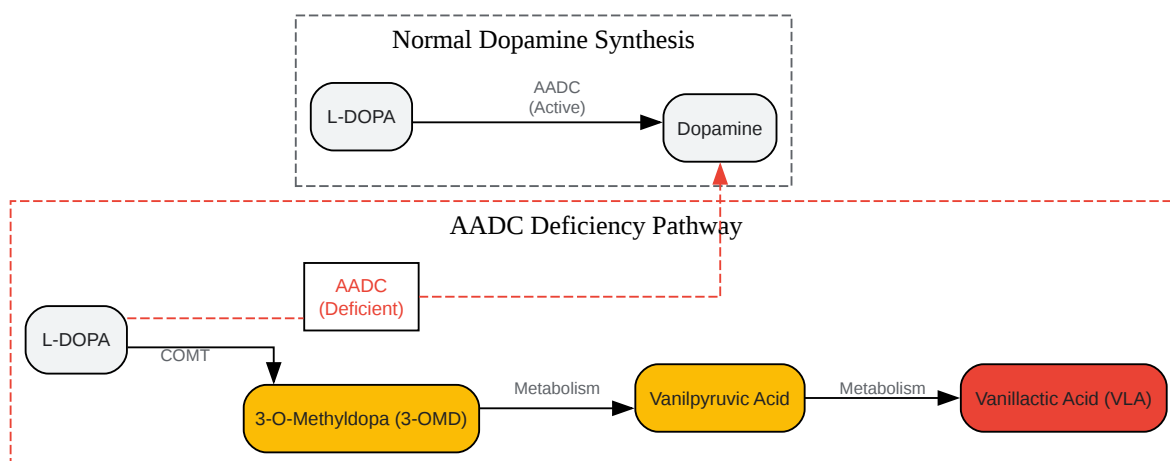 Normal Dopamine Synthesis
L-DOPA
AADC
(Active)
Dopamine
AADC Deficiency Pathway
AADC
(Deficient)
L-DOPA
COMT
3-O-Methyldopa (3-OMD)
Metabolism
Vanilpyruvic Acid
Metabolism
Vanillactic Acid (VLA)